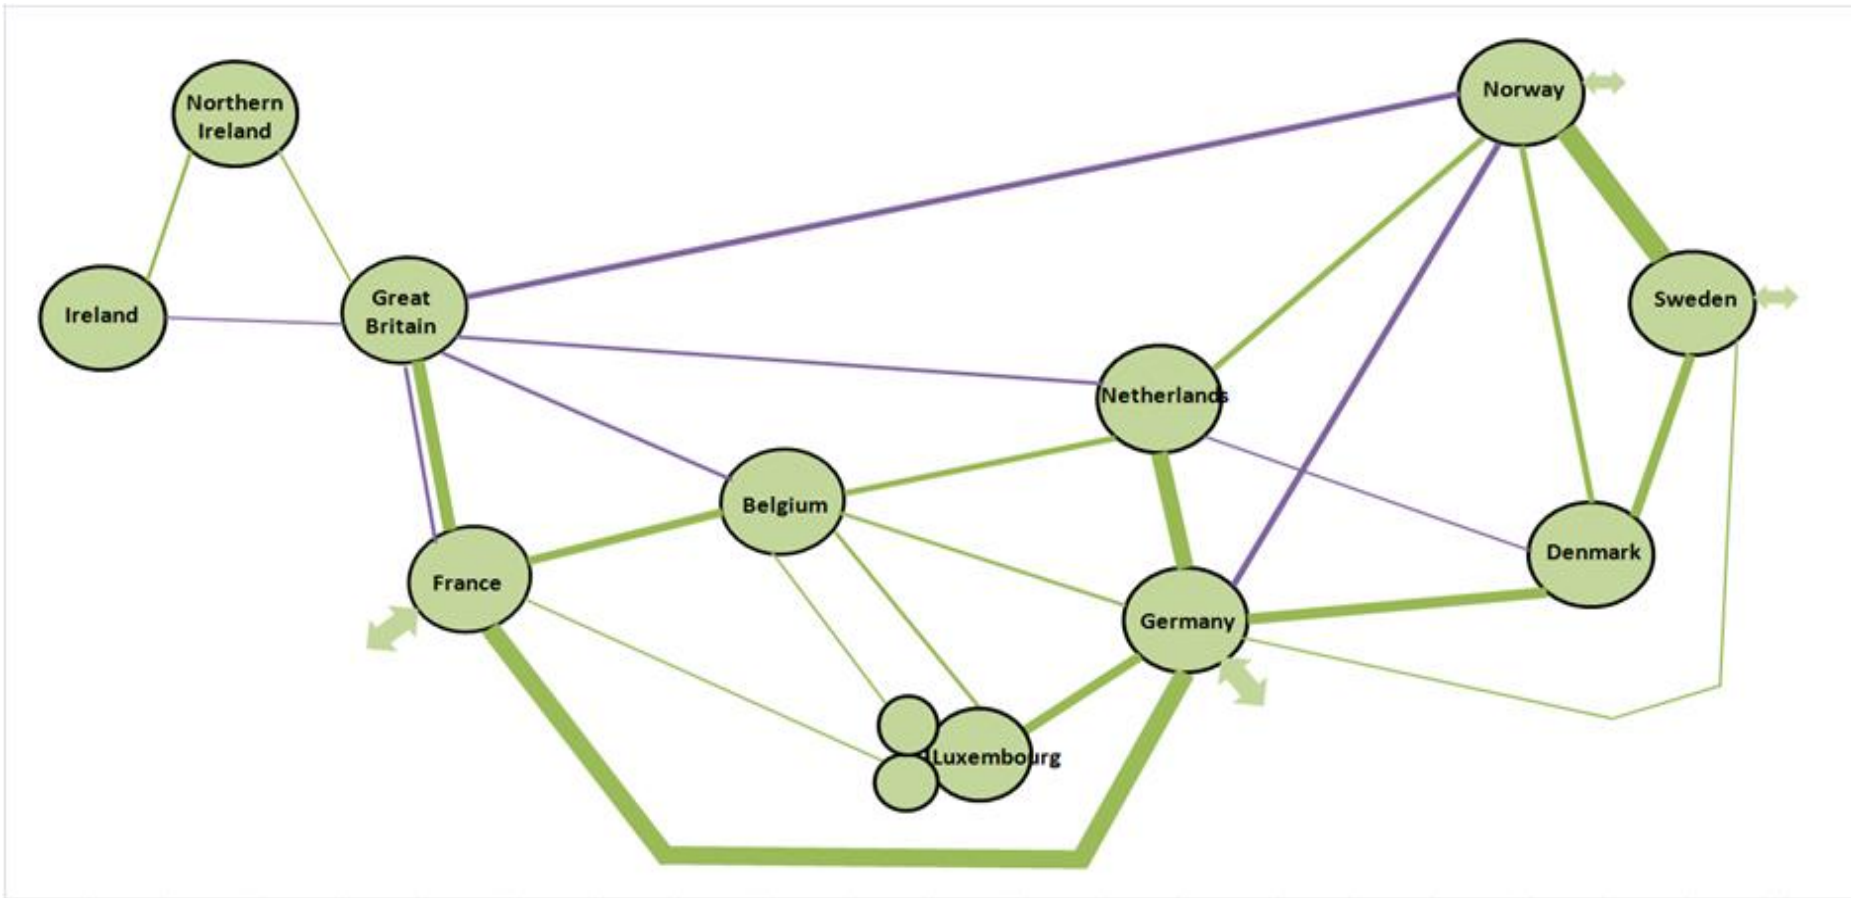 Norway
Northern
Ireland
Great
Britain
Ireland
Sweden
Netherlands
Belgium
Denmark
France
Germany
Luxembourg